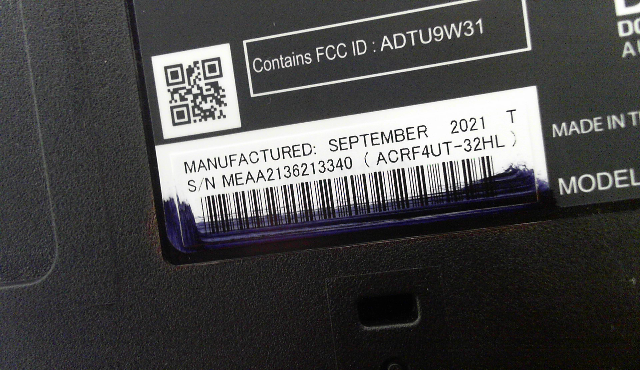 Contains FCC ID : ADTU9W31
MANUFACTURED: SEPTEMBER 2021 T
S/N MEAA2136213340 ( ACRF4UT-32HL )
MADE IN
MODEL